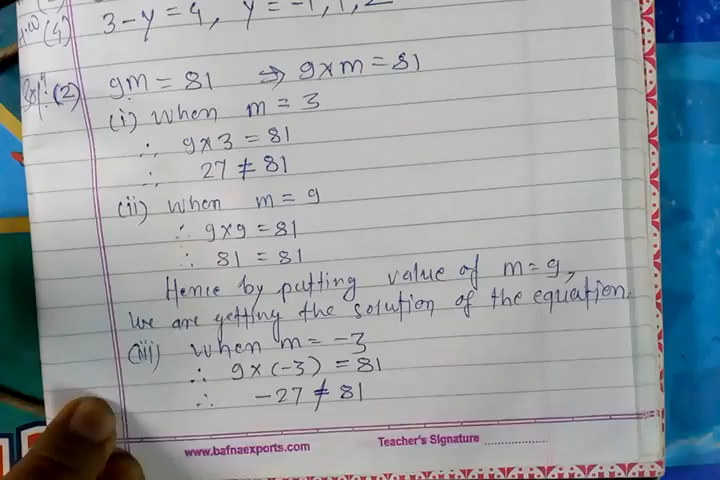 (4) 3-y=4, y=-1,1,2
(2) 9m = 81 ⇒ 9×m=81
(i) When m = 3
∴ 9×3 = 81
∴ 27 ≠ 81
(ii) When m = 9
∴ 9×9 = 81
∴ 81 = 81
Hence by putting value of m=9,
We are getting the solution of the equation.
(iii) When m = -3
∴ 9×(-3) = 81
∴ -27 ≠ 81
www.bafnaexports.com Teacher's Signature ....................